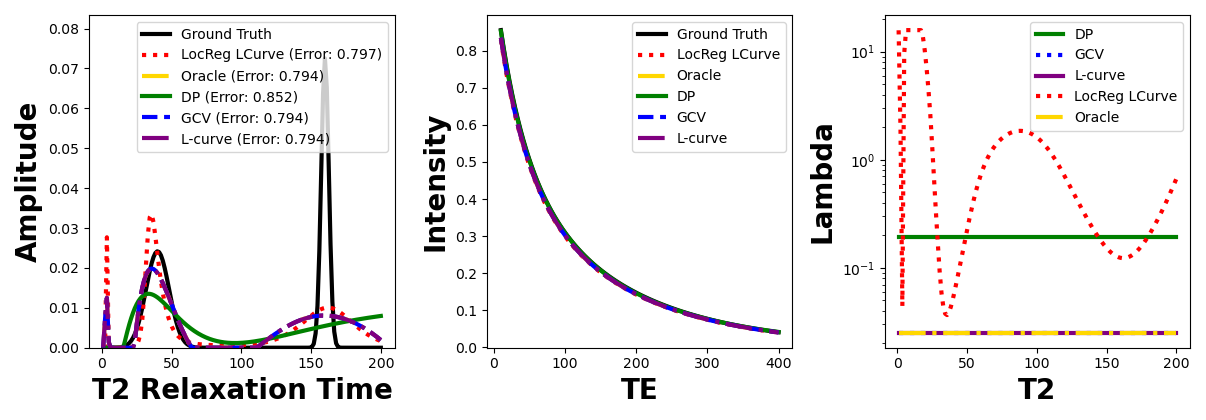 Amplitude
0.08
0.07
0.06
0.05
0.04
0.03
0.02
0.01
0.00
Ground Truth
LocReg LCurve (Error: 0.797)
Oracle (Error: 0.794)
DP (Error: 0.852)
GCV (Error: 0.794)
L-curve (Error: 0.794)
0 50 100 150 200
T2 Relaxation Time
Intensity
0.8
0.7
0.6
0.5
0.4
0.3
0.2
0.1
0.0
Ground Truth
LocReg LCurve
Oracle
DP
GCV
L-curve
0 100 200 300 400
TE
Lambda
10¹
10⁰
10⁻¹
DP
GCV
L-curve
LocReg LCurve
Oracle
0 50 100 150 200
T2